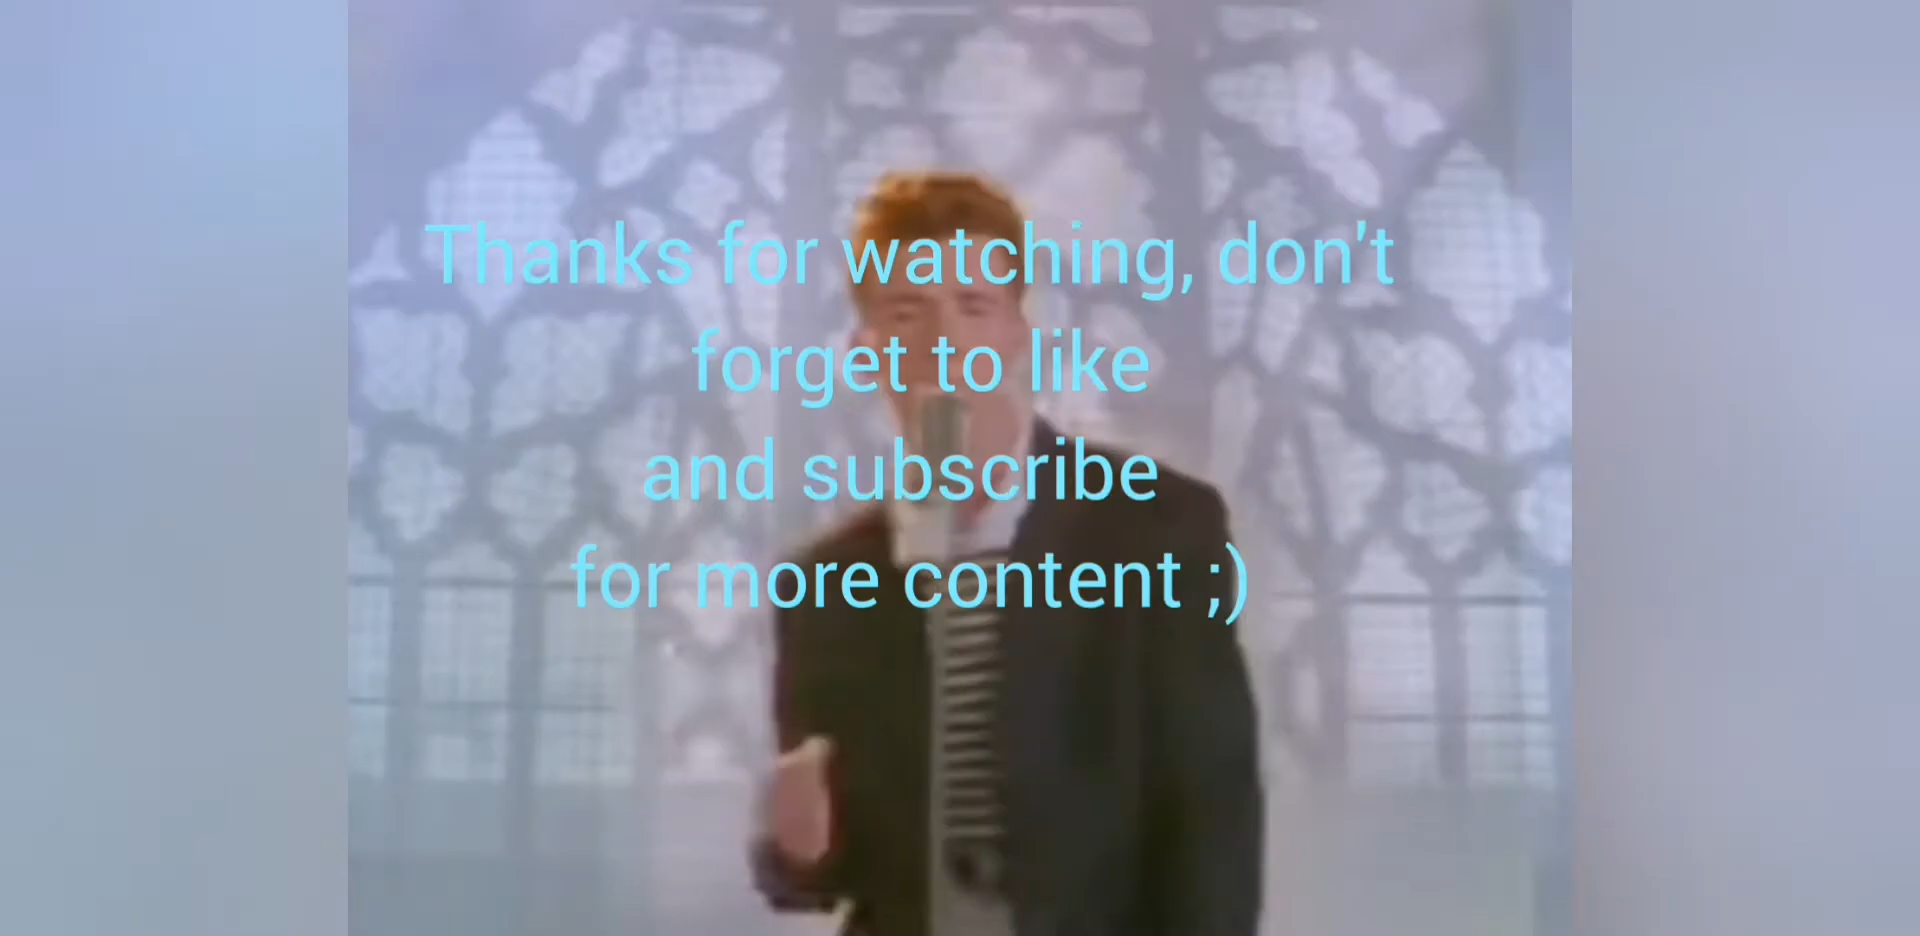 Thanks for watching, don't
forget to like
and subscribe
for more content ;)